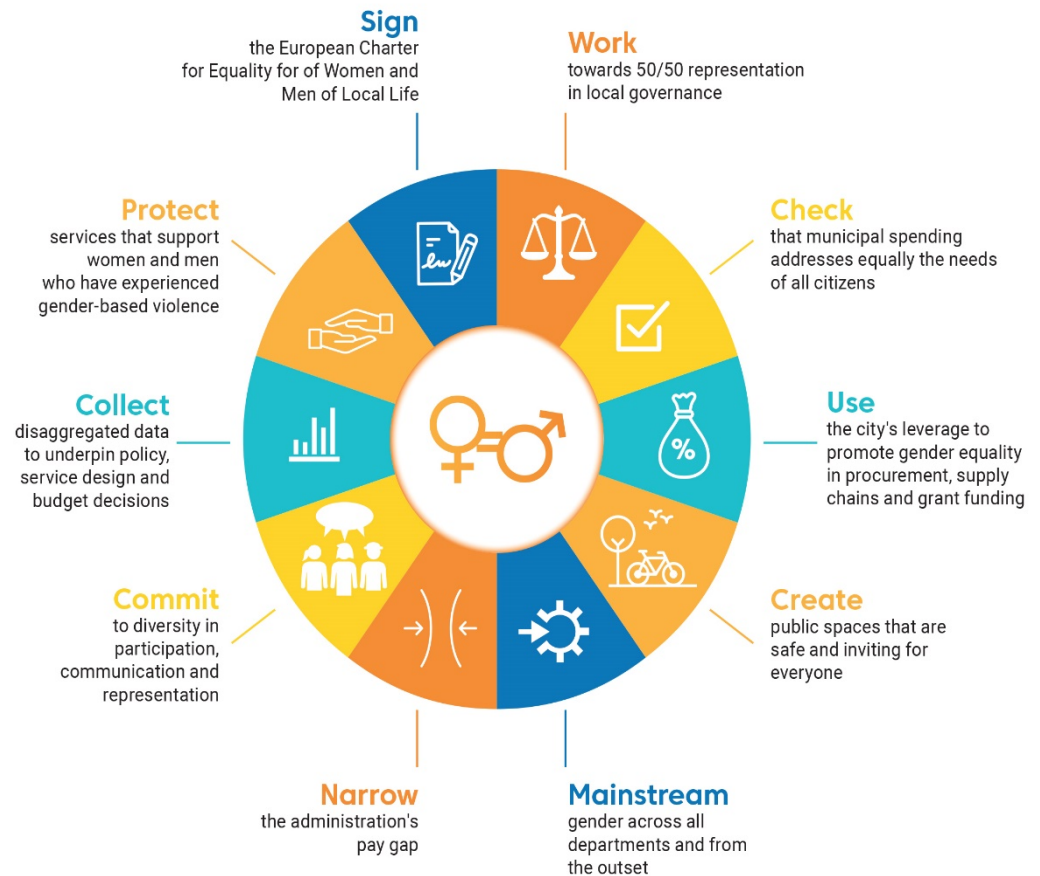 Sign
the European Charter
for Equality for of Women and
Men of Local Life
Work
towards 50/50 representation
in local governance
Check
that municipal spending
addresses equally the needs
of all citizens
Use
the city's leverage to
promote gender equality
in procurement, supply
chains and grant funding
%
Create
public spaces that are
safe and inviting for
everyone
Mainstream
gender across all
departments and from
the outset
Narrow
the administration's
pay gap
Commit
to diversity in
participation,
communication and
representation
Collect
disaggregated data
to underpin policy,
service design and
budget decisions
Protect
services that support
women and men
who have experienced
gender-based violence